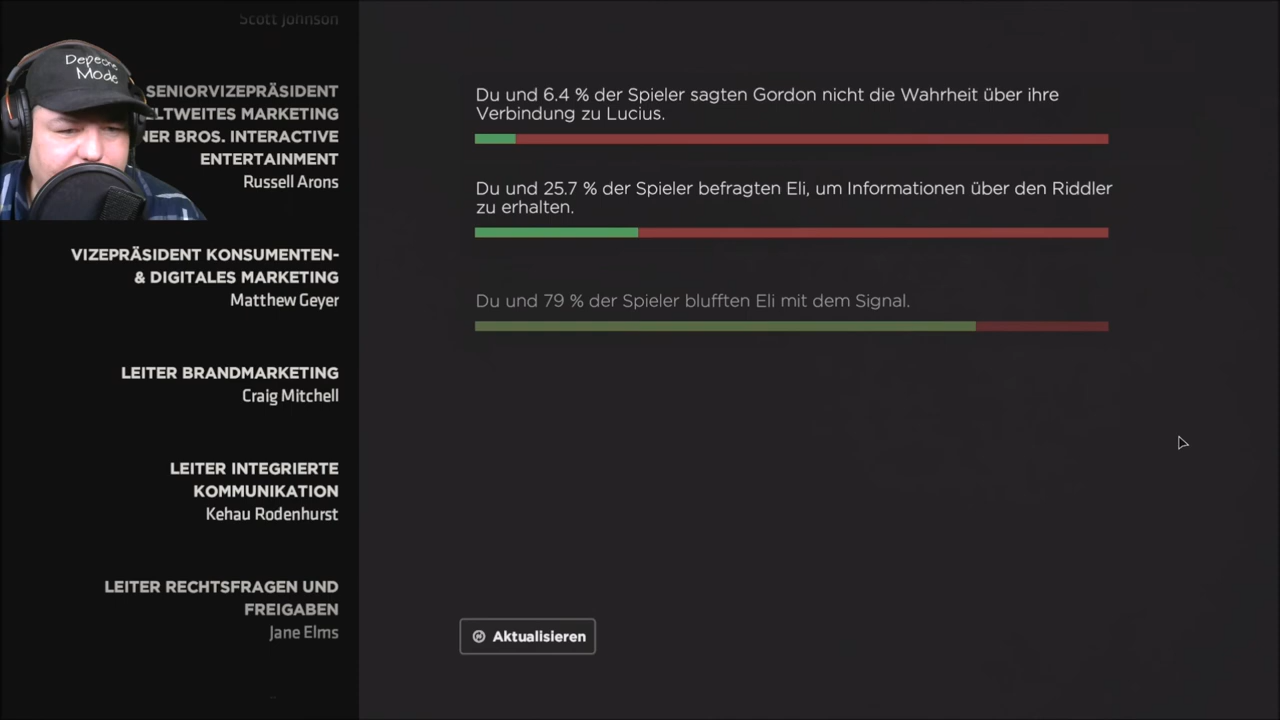 Scott Johnson
Depeche
Mode
SENIORVIZEPRÄSIDENT
ELTWEITES MARKETING
NER BROS. INTERACTIVE
ENTERTAINMENT
Russell Arons
VIZEPRÄSIDENT KONSUMENTEN-
& DIGITALES MARKETING
Matthew Geyer
LEITER BRANDMARKETING
Craig Mitchell
LEITER INTEGRIERTE
KOMMUNIKATION
Kehau Rodenhurst
LEITER RECHTSFRAGEN UND
FREIGABEN
Jane Elms
Du und 6.4 % der Spieler sagten Gordon nicht die Wahrheit über ihre
Verbindung zu Lucius.
Du und 25.7 % der Spieler befragten Eli, um Informationen über den Riddler
zu erhalten.
Du und 79 % der Spieler blufften Eli mit dem Signal.
Aktualisieren